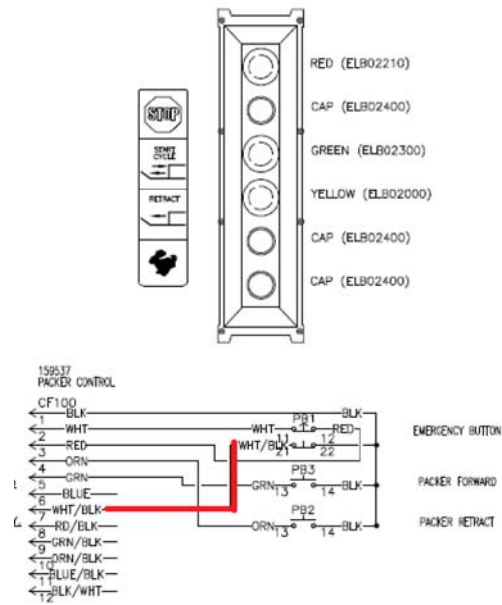 RED (ELB02210)
CAP (ELB02400)
GREEN (ELB02300)
YELLOW (ELB02000)
CAP (ELB02400)
CAP (ELB02400)
STOP
START
CYCLE
RETRACT
159537
PACKER CONTROL
CF100
1 BLK BLK
2 WHT WHT PB1 RED EMERGENCY BUTTON
3 RED WHT/BLK 11 12
21 22
4 ORN
5 GRN GRN 13 PB3 14 BLK PACKER FORWARD
6 BLUE
7 WHT/BLK
8 RD/BLK ORN 13 PB2 14 BLK PACKER RETRACT
9 GRN/BLK
10 ORN/BLK
11 BLUE/BLK
12 BLK/WHT